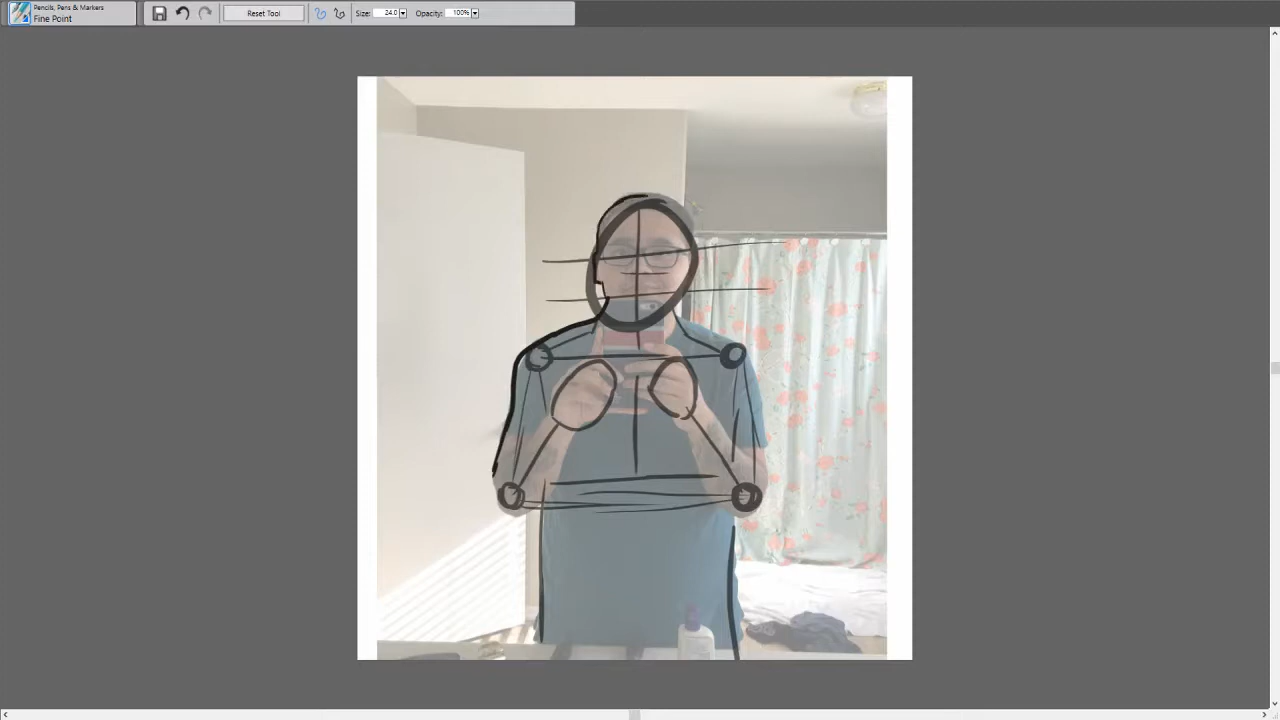 Pencils, Pens & Markers
Fine Point
Reset Tool
Size: 24.0
Opacity: 100%